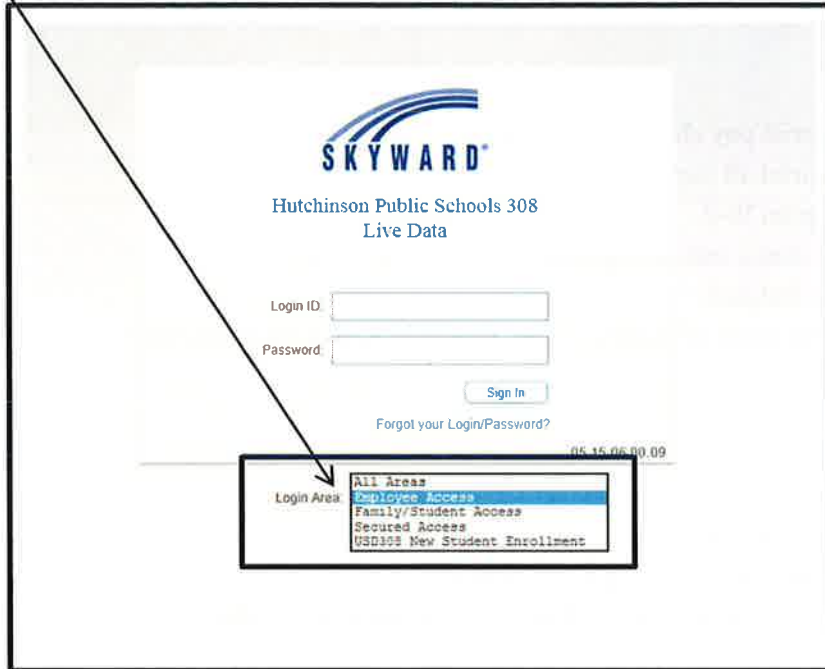 SKYWARD®
Hutchinson Public Schools 308
Live Data
Login ID:
Password:
Sign In
Forgot your Login/Password?
05.15.06.00.09
Login Area:
All Areas
Employee Access
Family/Student Access
Secured Access
USD308 New Student Enrollment